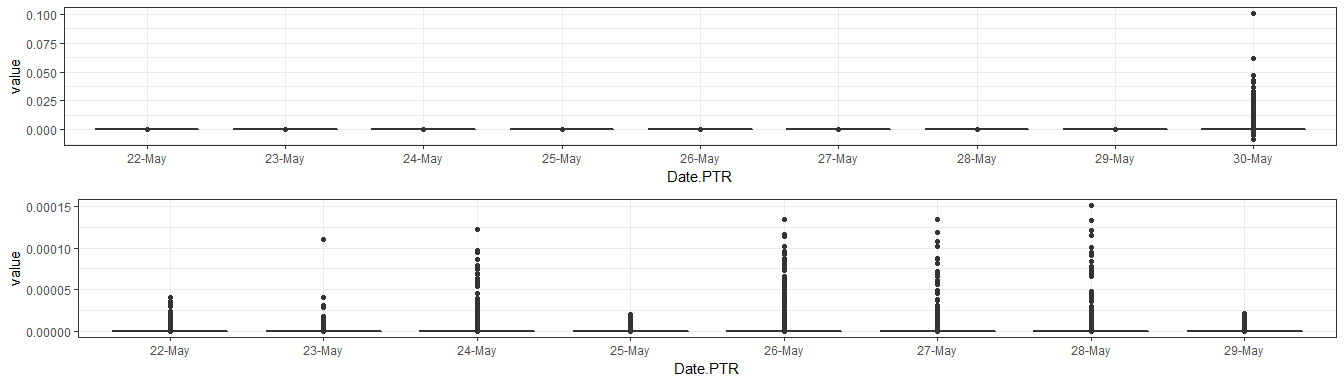 value
0.100
0.075
0.050
0.025
0.000
22-May 23-May 24-May 25-May 26-May 27-May 28-May 29-May 30-May
Date.PTR
value
0.00015
0.00010
0.00005
0.00000
22-May 23-May 24-May 25-May 26-May 27-May 28-May 29-May
Date.PTR